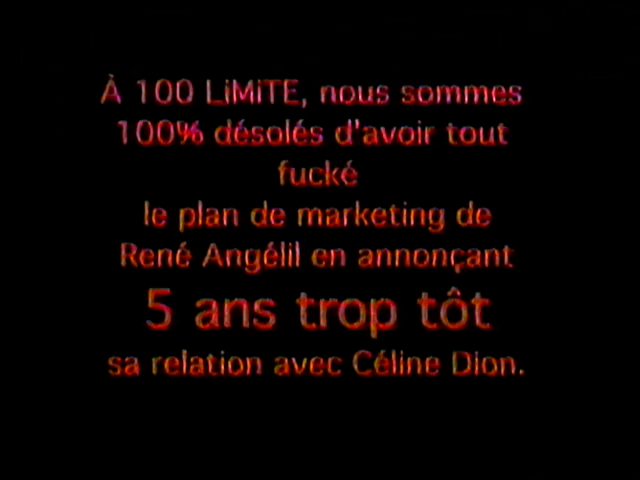 À 100 LiMiTE, nous sommes
100% désolés d'avoir tout
fucké
le plan de marketing de
René Angélil en annonçant
5 ans trop tôt
sa relation avec Céline Dion.